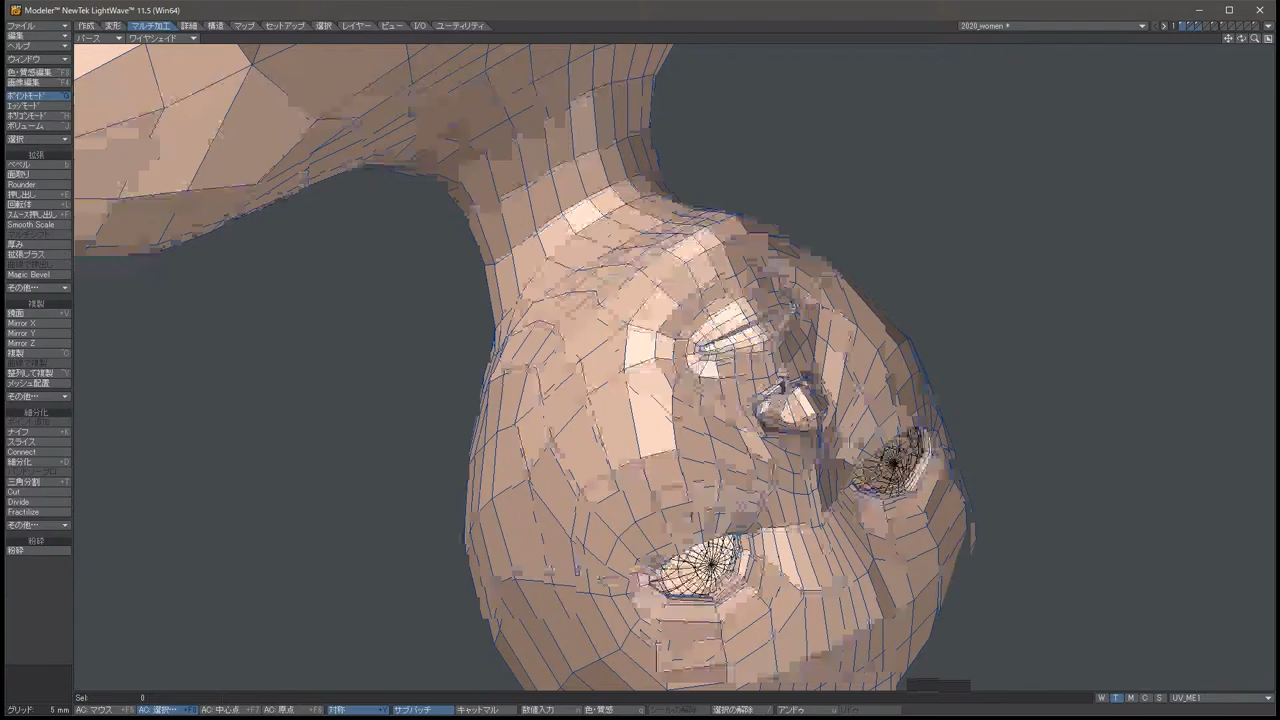 Modeler™ NewTek LightWave™ 11.5 (Win64)
ファイル 作成 変形 マルチ加工 詳細 構造 マップ セットアップ 選択 レイヤー ビュー I/O ユーティリティ 2020_women *
編集 パース ワイヤシェイド
ヘルプ
ウィンドウ
色・質感編集 F5
画像編集 F4
ポイントモード ^G
エッジモード
ポリゴンモード ^H
ボリューム ^J
選択
拡張
ベベル b
面取り
Rounder
押し出し +E
回転体 +L
スムース押し出し +F
Smooth Scale
厚み
拡張プラス
Magic Bevel
その他…
複製
鏡面 +V
Mirror X
Mirror Y
Mirror Z
複製 ^C
整列して複製 ^Y
メッシュ配置
その他…
細分化
ナイフ +K
スライス
Connect
細分化 +D
三角分割 +T
Cut
Divide
Fractilize
その他…
粉砕
粉砕
Sel: 0 W T M C S UV_ME1
グリッド: 5 mm AC: マウス +F5 AC: 選択… +F6 AC: 中心点 +F7 AC: 原点 +F8 対称 +Y サブパッチ キャットマル 数値入力 n 色・質感 q 選択の解除 / アンドゥ u